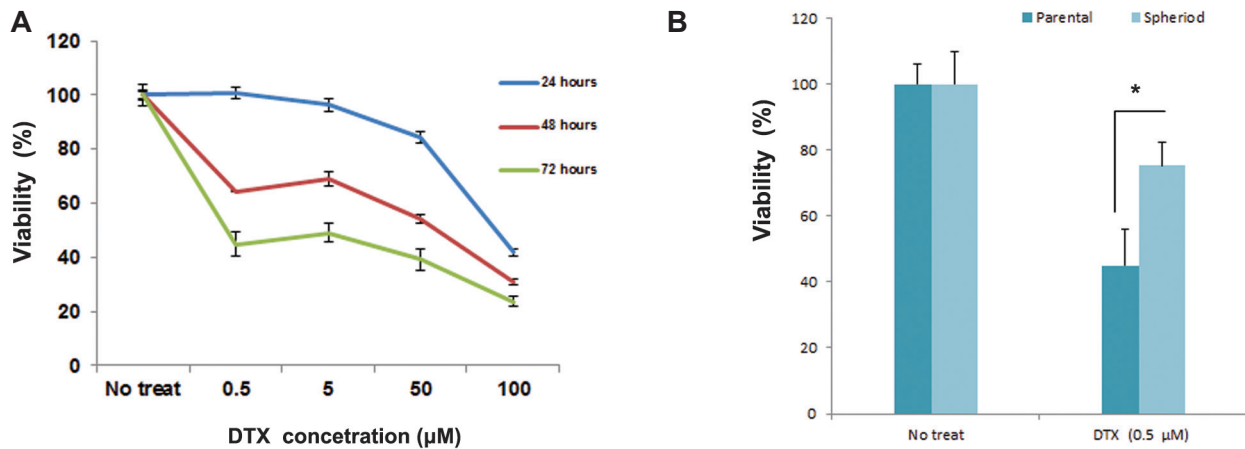 A
Viability (%)
120
100
80
60
40
20
0
24 hours
48 hours
72 hours
No treat 0.5 5 50 100
DTX concetration (µM)
B
Parental Spheriod
Viability (%)
120
100
80
60
40
20
0
*
No treat DTX (0.5 µM)